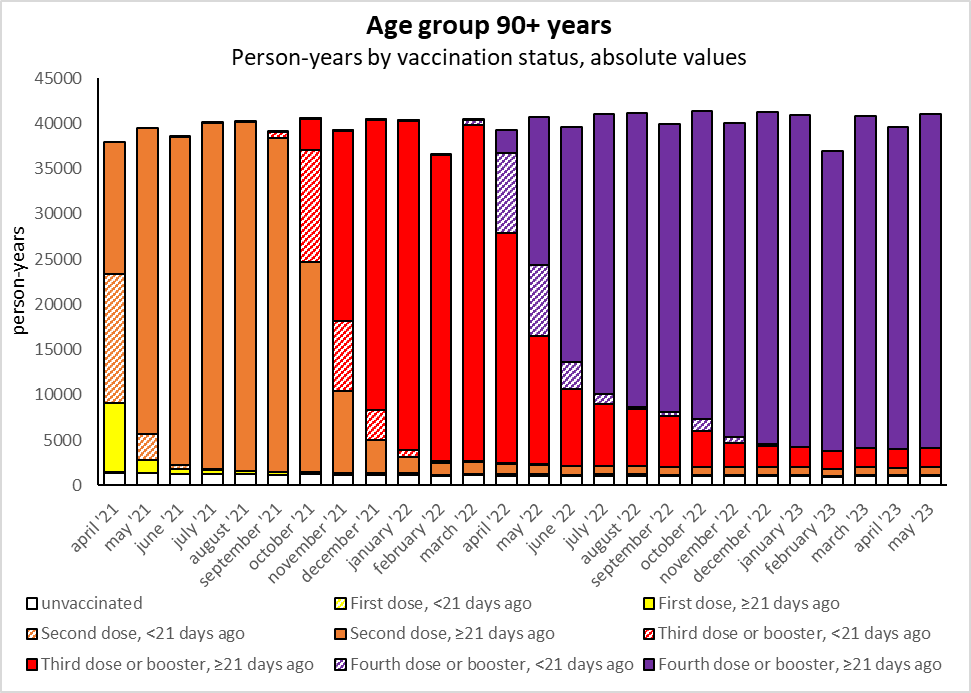 Age group 90+ years
Person-years by vaccination status, absolute values
person-years
45000
40000
35000
30000
25000
20000
15000
10000
5000
0
april '21
may '21
june '21
july '21
august '21
september '21
october '21
november '21
december '21
january '22
february '22
march '22
april '22
may '22
june '22
july '22
august '22
september '22
october '22
november '22
december '22
january '23
february '23
march '23
april '23
may '23
unvaccinated
First dose, <21 days ago
First dose, ≥21 days ago
Second dose, <21 days ago
Second dose, ≥21 days ago
Third dose or booster, <21 days ago
Third dose or booster, ≥21 days ago
Fourth dose or booster, <21 days ago
Fourth dose or booster, ≥21 days ago